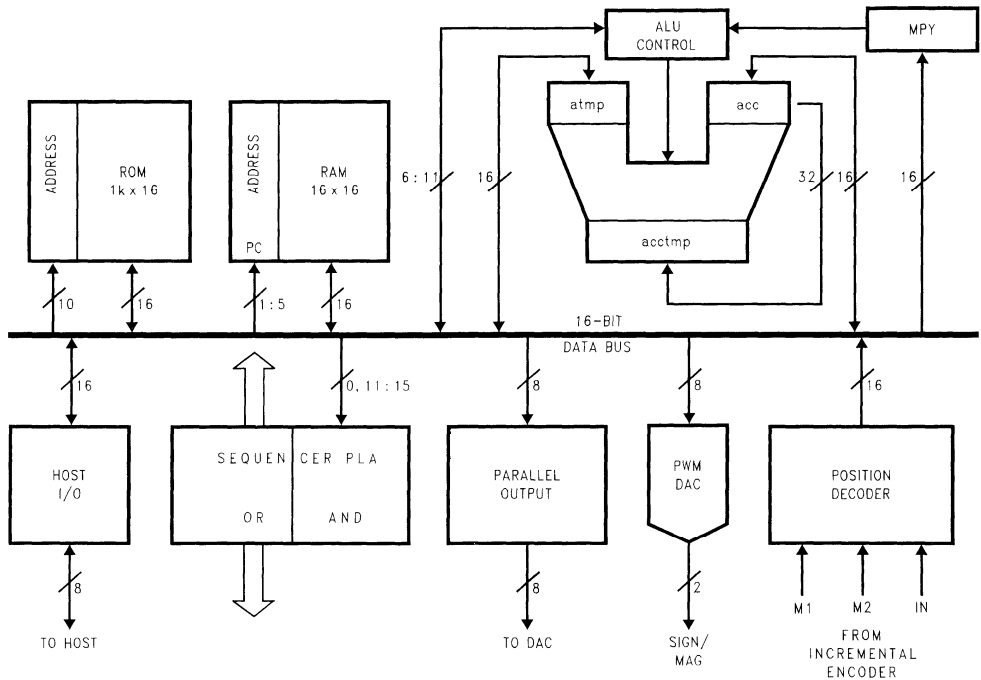 ALU
CONTROL
MPY
atmp
acc
ADDRESS
ROM
1k x 16
ADDRESS
PC
RAM
16 x 16
6:11
16
32
16
16
acctmp
10
16
1:5
16
16-BIT
DATA BUS
16
0, 11:15
8
8
16
HOST
I/O
SEQUENCER PLA
OR
AND
PARALLEL
OUTPUT
PWM
DAC
POSITION
DECODER
8
8
2
M1
M2
IN
TO HOST
TO DAC
SIGN/
MAG
FROM
INCREMENTAL
ENCODER